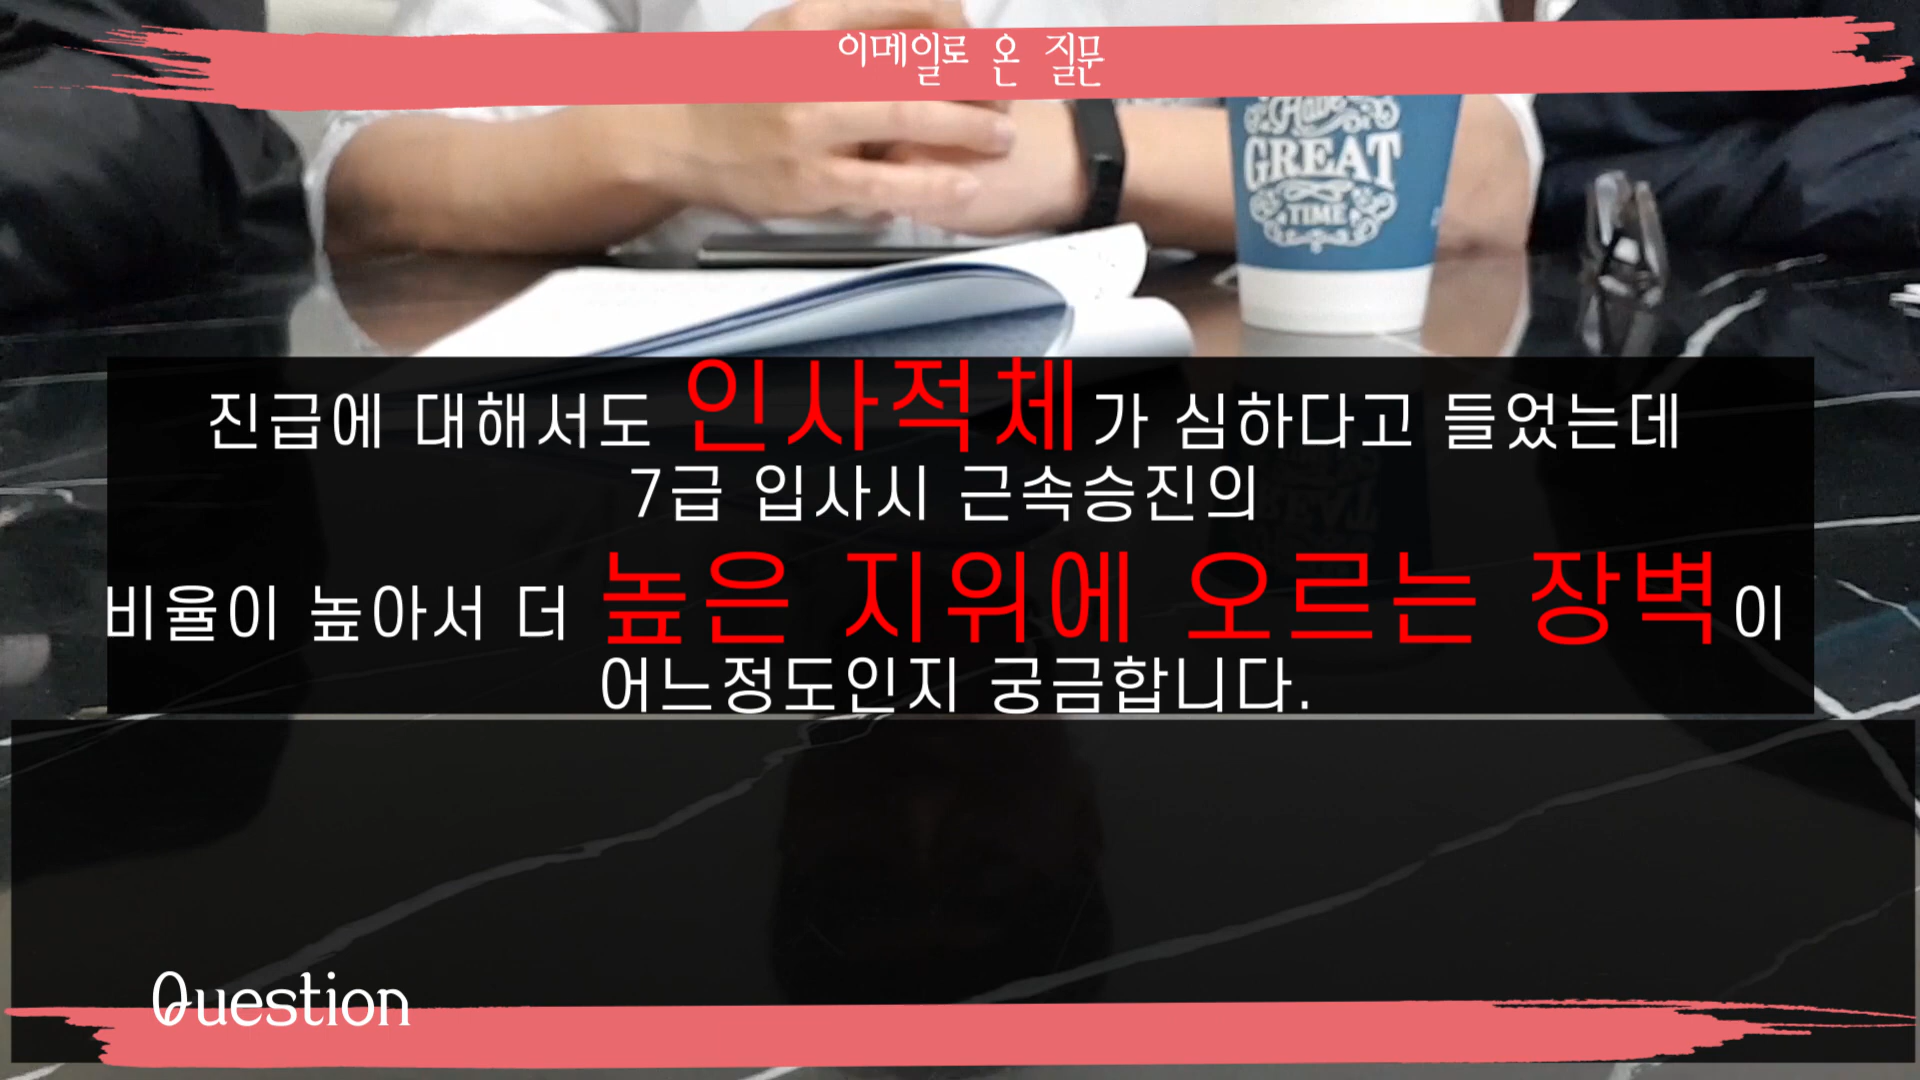 이메일로 온 질문
Have
GREAT
TIME
진급에 대해서도 인사적체가 심하다고 들었는데
7급 입사시 근속승진의
비율이 높아서 더 높은 지위에 오르는 장벽이
어느정도인지 궁금합니다.
Question